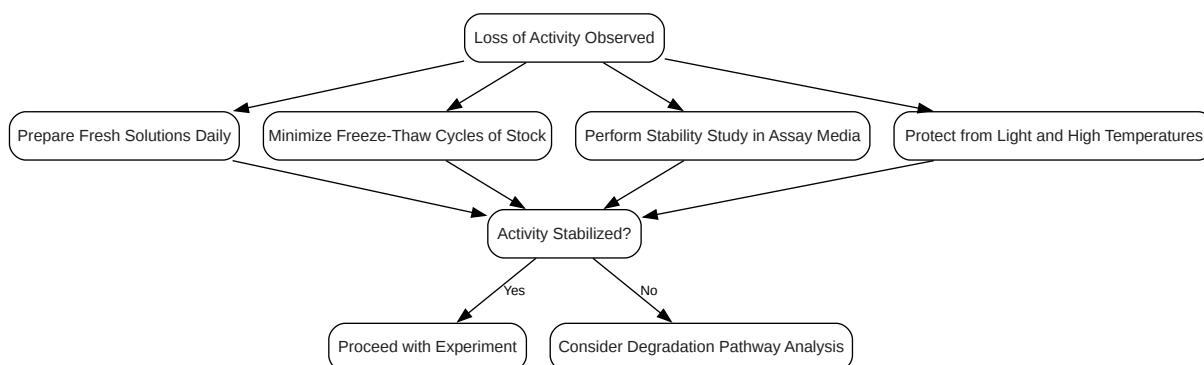 Loss of Activity Observed
Prepare Fresh Solutions Daily
Minimize Freeze-Thaw Cycles of Stock
Perform Stability Study in Assay Media
Protect from Light and High Temperatures
Activity Stabilized?
Yes
No
Proceed with Experiment
Consider Degradation Pathway Analysis